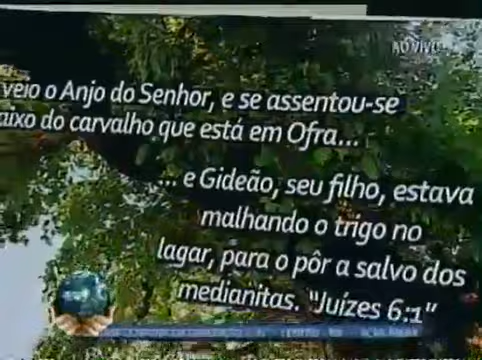 AO VIVO
veio o Anjo do Senhor, e se assentou-se
aixo do carvalho que está em Ofra...
... e Gideão, seu filho, estava
malhando o trigo no
lagar, para o pôr a salvo dos
medianitas. "Juízes 6:1"